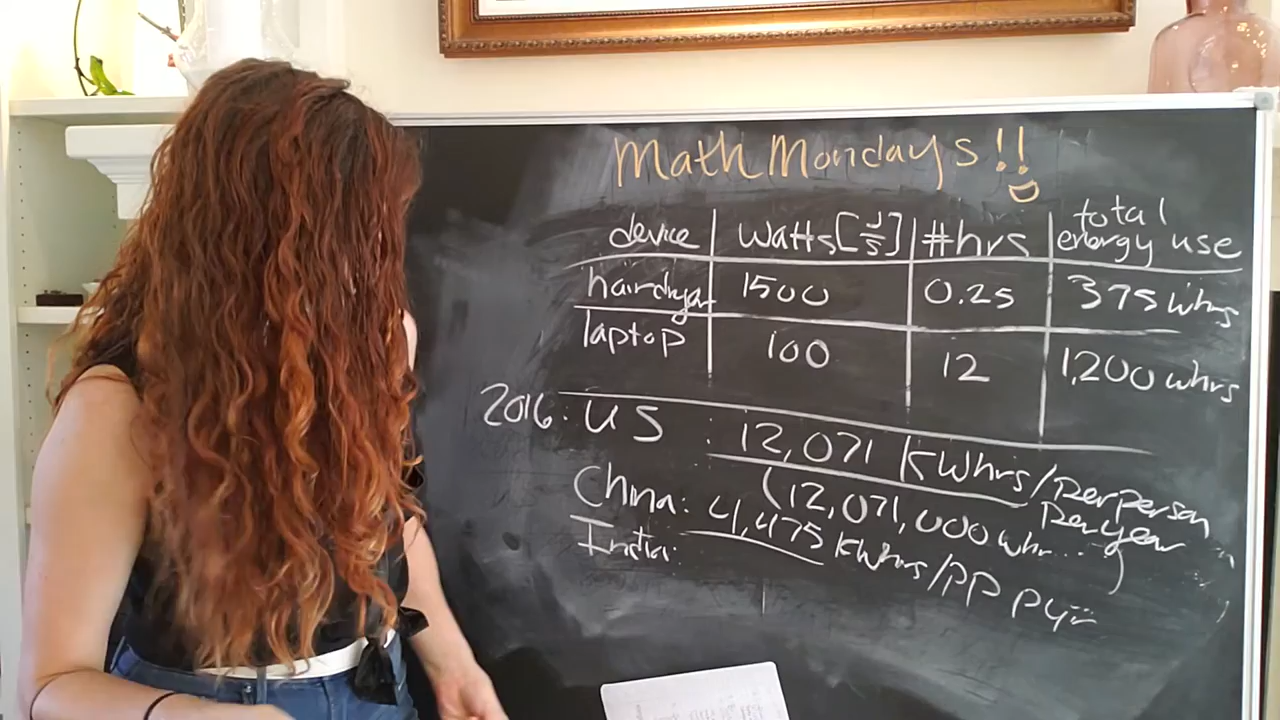 Math Mondays!!
device Watts[J/s] #hrs total energy use
hairdryer 1500 0.25 375 whrs
laptop 100 12 1,200 whrs
2016: US : 12,071 kWhrs/per person per year
(12,071,000 whr...)
China: 4,475 kWhrs/pp pyr
India: